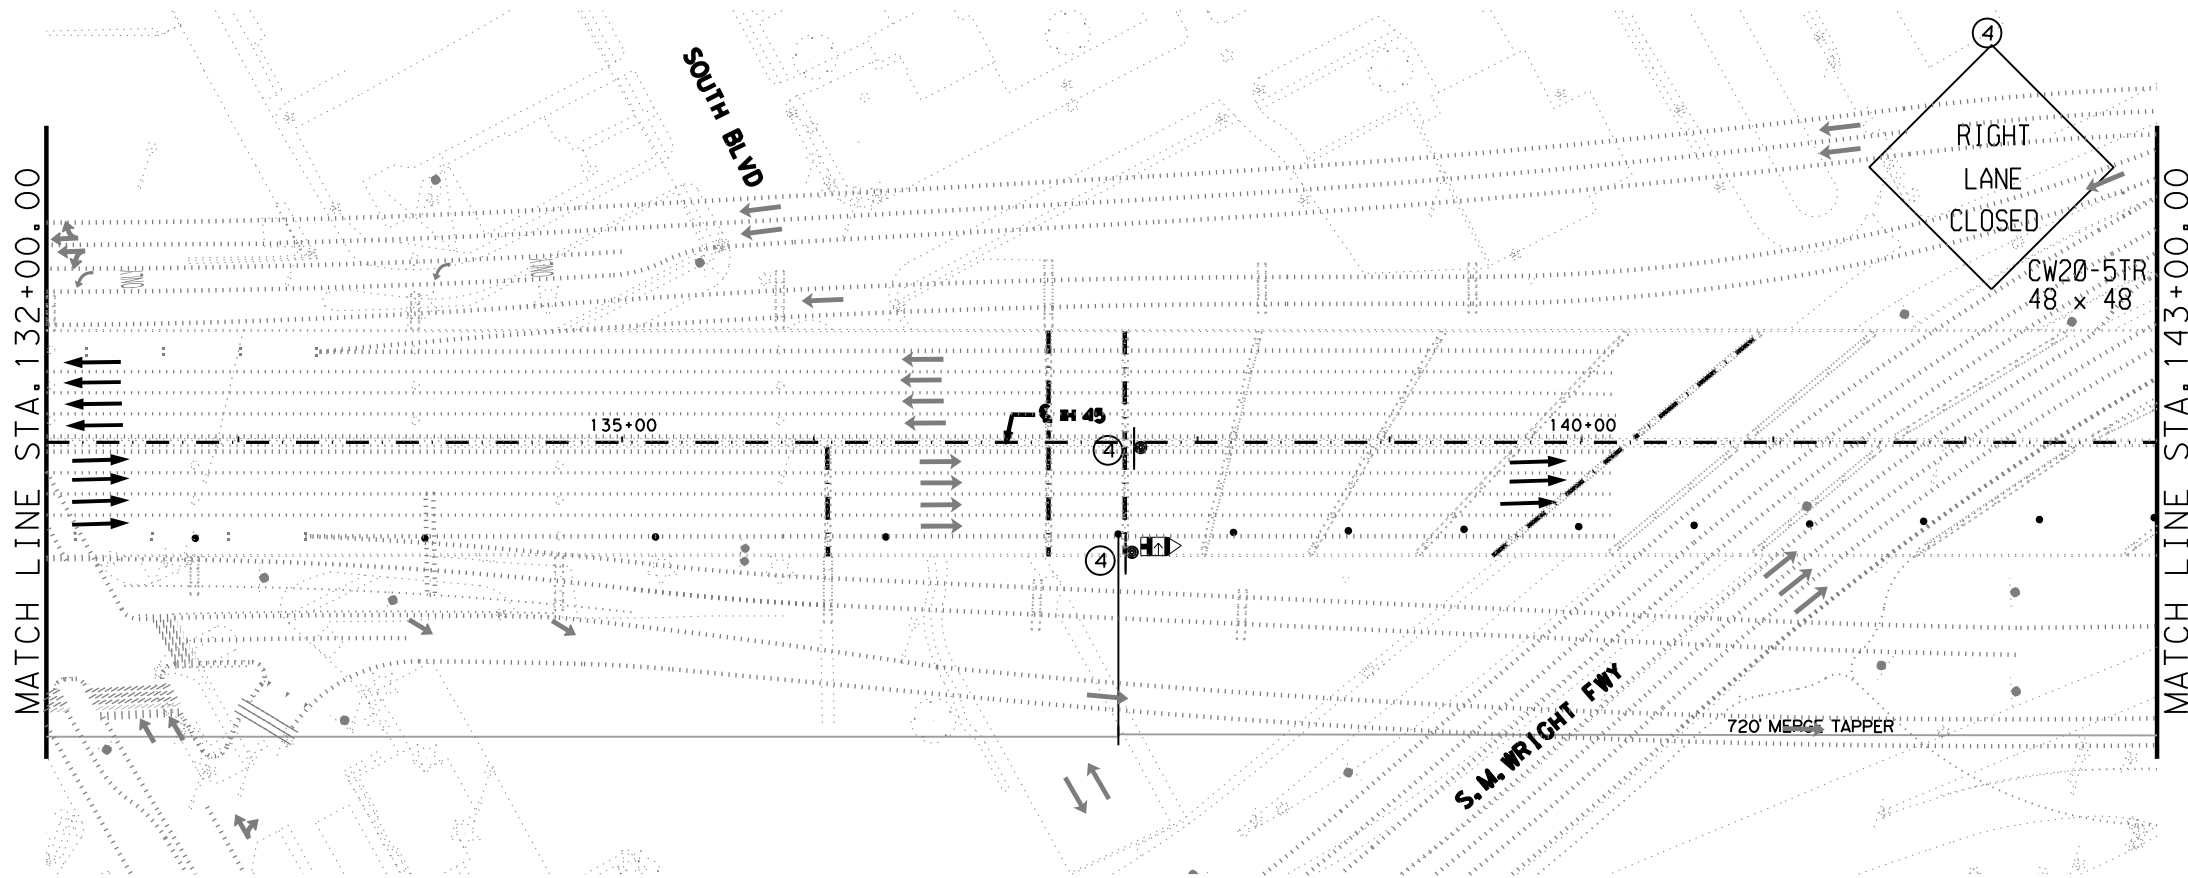 4
SOUTH BLVD
RIGHT
LANE
CLOSED
CW20-5TR
48 x 48
MATCH LINE STA. 132+00.00
MATCH LINE STA. 143+00.00
℄ IH 45
135+00
140+00
4
4
720 MERGE TAPPER
S.M. WRIGHT FWY